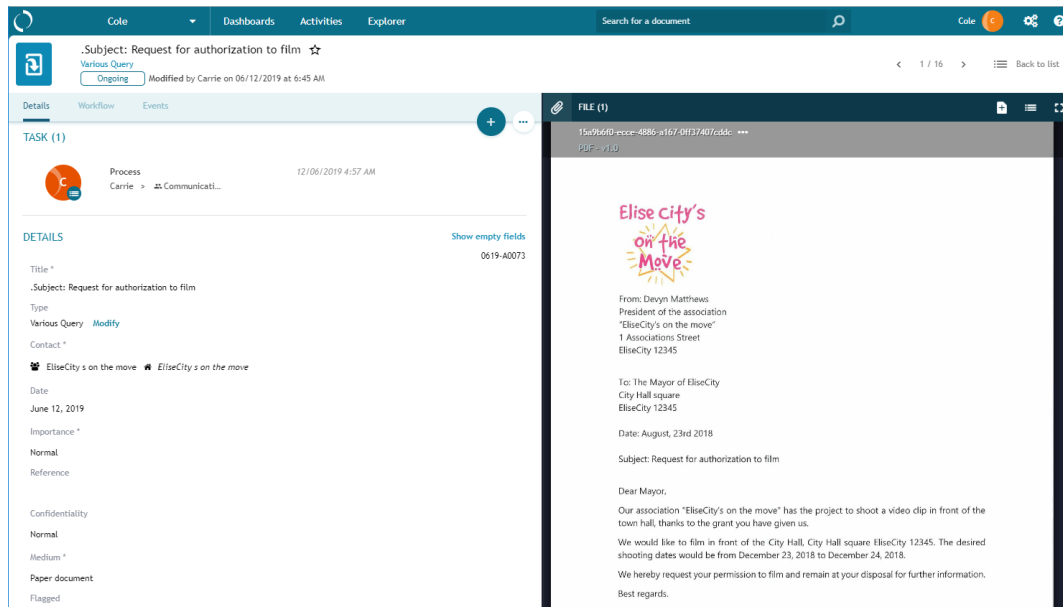 Cole
Dashboards
Activities
Explorer
Search for a document
Cole
C
.Subject: Request for authorization to film
Various Query
Ongoing
Modified by Carrie on 06/12/2019 at 6:45 AM
1 / 16
Back to list
Details
Workflow
Events
TASK (1)
C
Process
12/06/2019 4:57 AM
Carrie > Communicati...
DETAILS
Show empty fields
0619-A0073
Title *
.Subject: Request for authorization to film
Type
Various Query Modify
Contact *
EliseCity s on the move EliseCity s on the move
Date
June 12, 2019
Importance *
Normal
Reference
Confidentiality
Normal
Medium *
Paper document
Flagged
FILE (1)
15a9b6f0-ecce-4886-a167-0ff37407cddc
PDF - v1.0
Elise City's
on the
Move
From: Devyn Matthews
President of the association
"EliseCity's on the move"
1 Associations Street
EliseCity 12345
To: The Mayor of EliseCity
City Hall square
EliseCity 12345
Date: August, 23rd 2018
Subject: Request for authorization to film
Dear Mayor,
Our association "EliseCity's on the move" has the project to shoot a video clip in front of the
town hall, thanks to the grant you have given us.
We would like to film in front of the City Hall, City Hall square EliseCity 12345. The desired
shooting dates would be from December 23, 2018 to December 24, 2018.
We hereby request your permission to film and remain at your disposal for further information.
Best regards.